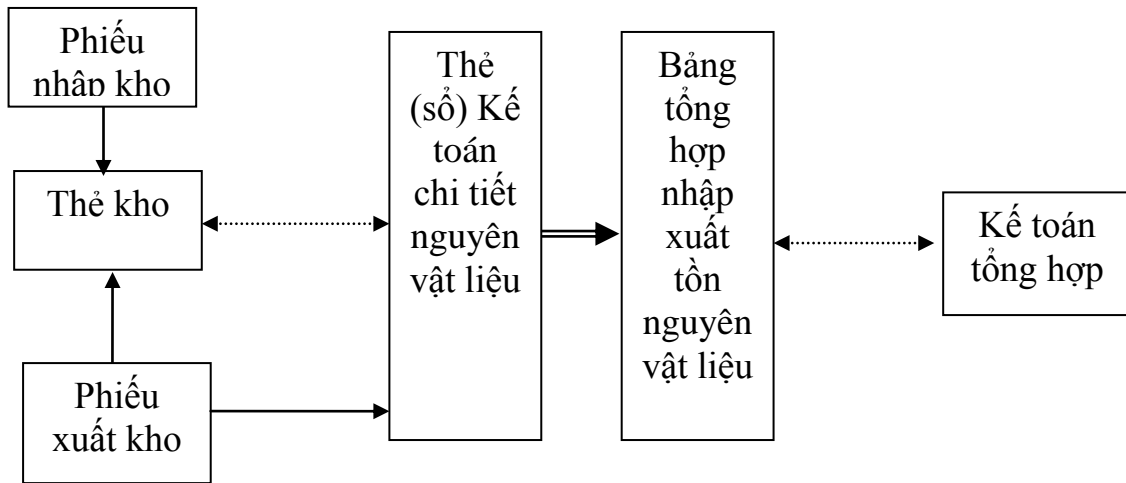 Phiếu
nhập kho
Thẻ kho
Phiếu
xuất kho
Thẻ
(sổ) Kế
toán
chi tiết
nguyên
vật liệu
Bảng
tổng
hợp
nhập
xuất
tồn
nguyên
vật liệu
Kế toán
tổng hợp